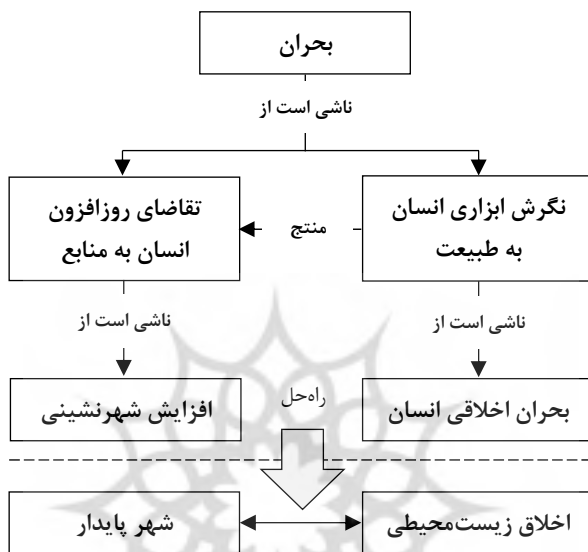 بحران
ناشی است از
نگرش ابزاری انسان
به طبیعت
منتج
تقاضای روزافزون
انسان به منابع
ناشی است از
ناشی است از
بحران اخلاقی انسان
افزایش شهرنشینی
راه‌حل
اخلاق زیست‌محیطی
شهر پایدار